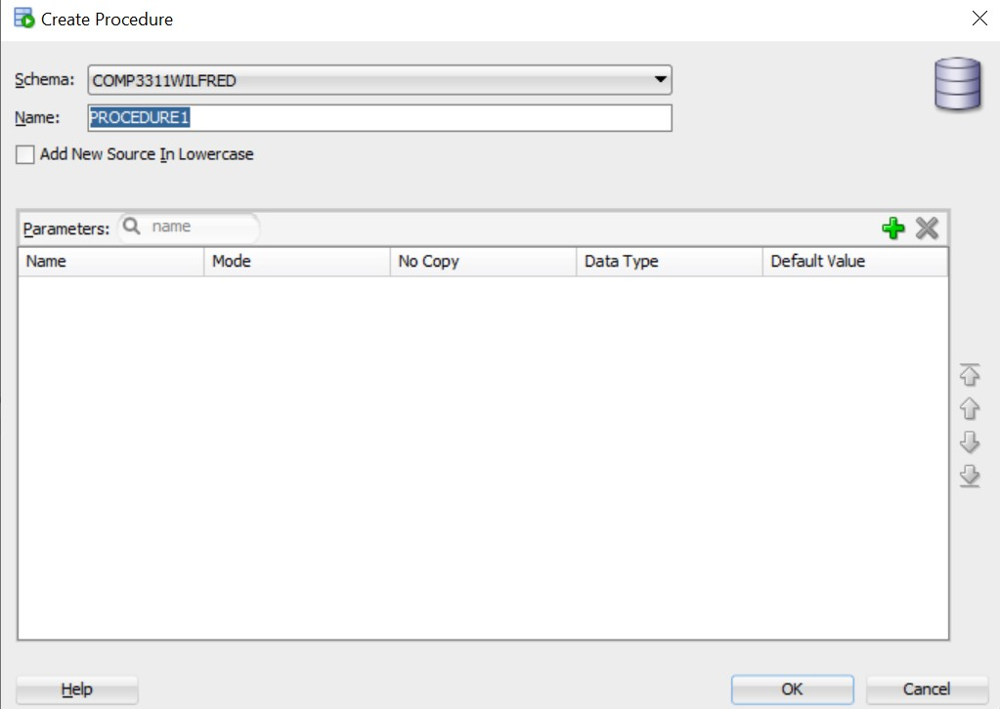 Create Procedure
Schema: COMP3311WILFRED
Name: PROCEDURE1
Add New Source In Lowercase
Parameters: name
Name Mode No Copy Data Type Default Value
Help OK Cancel